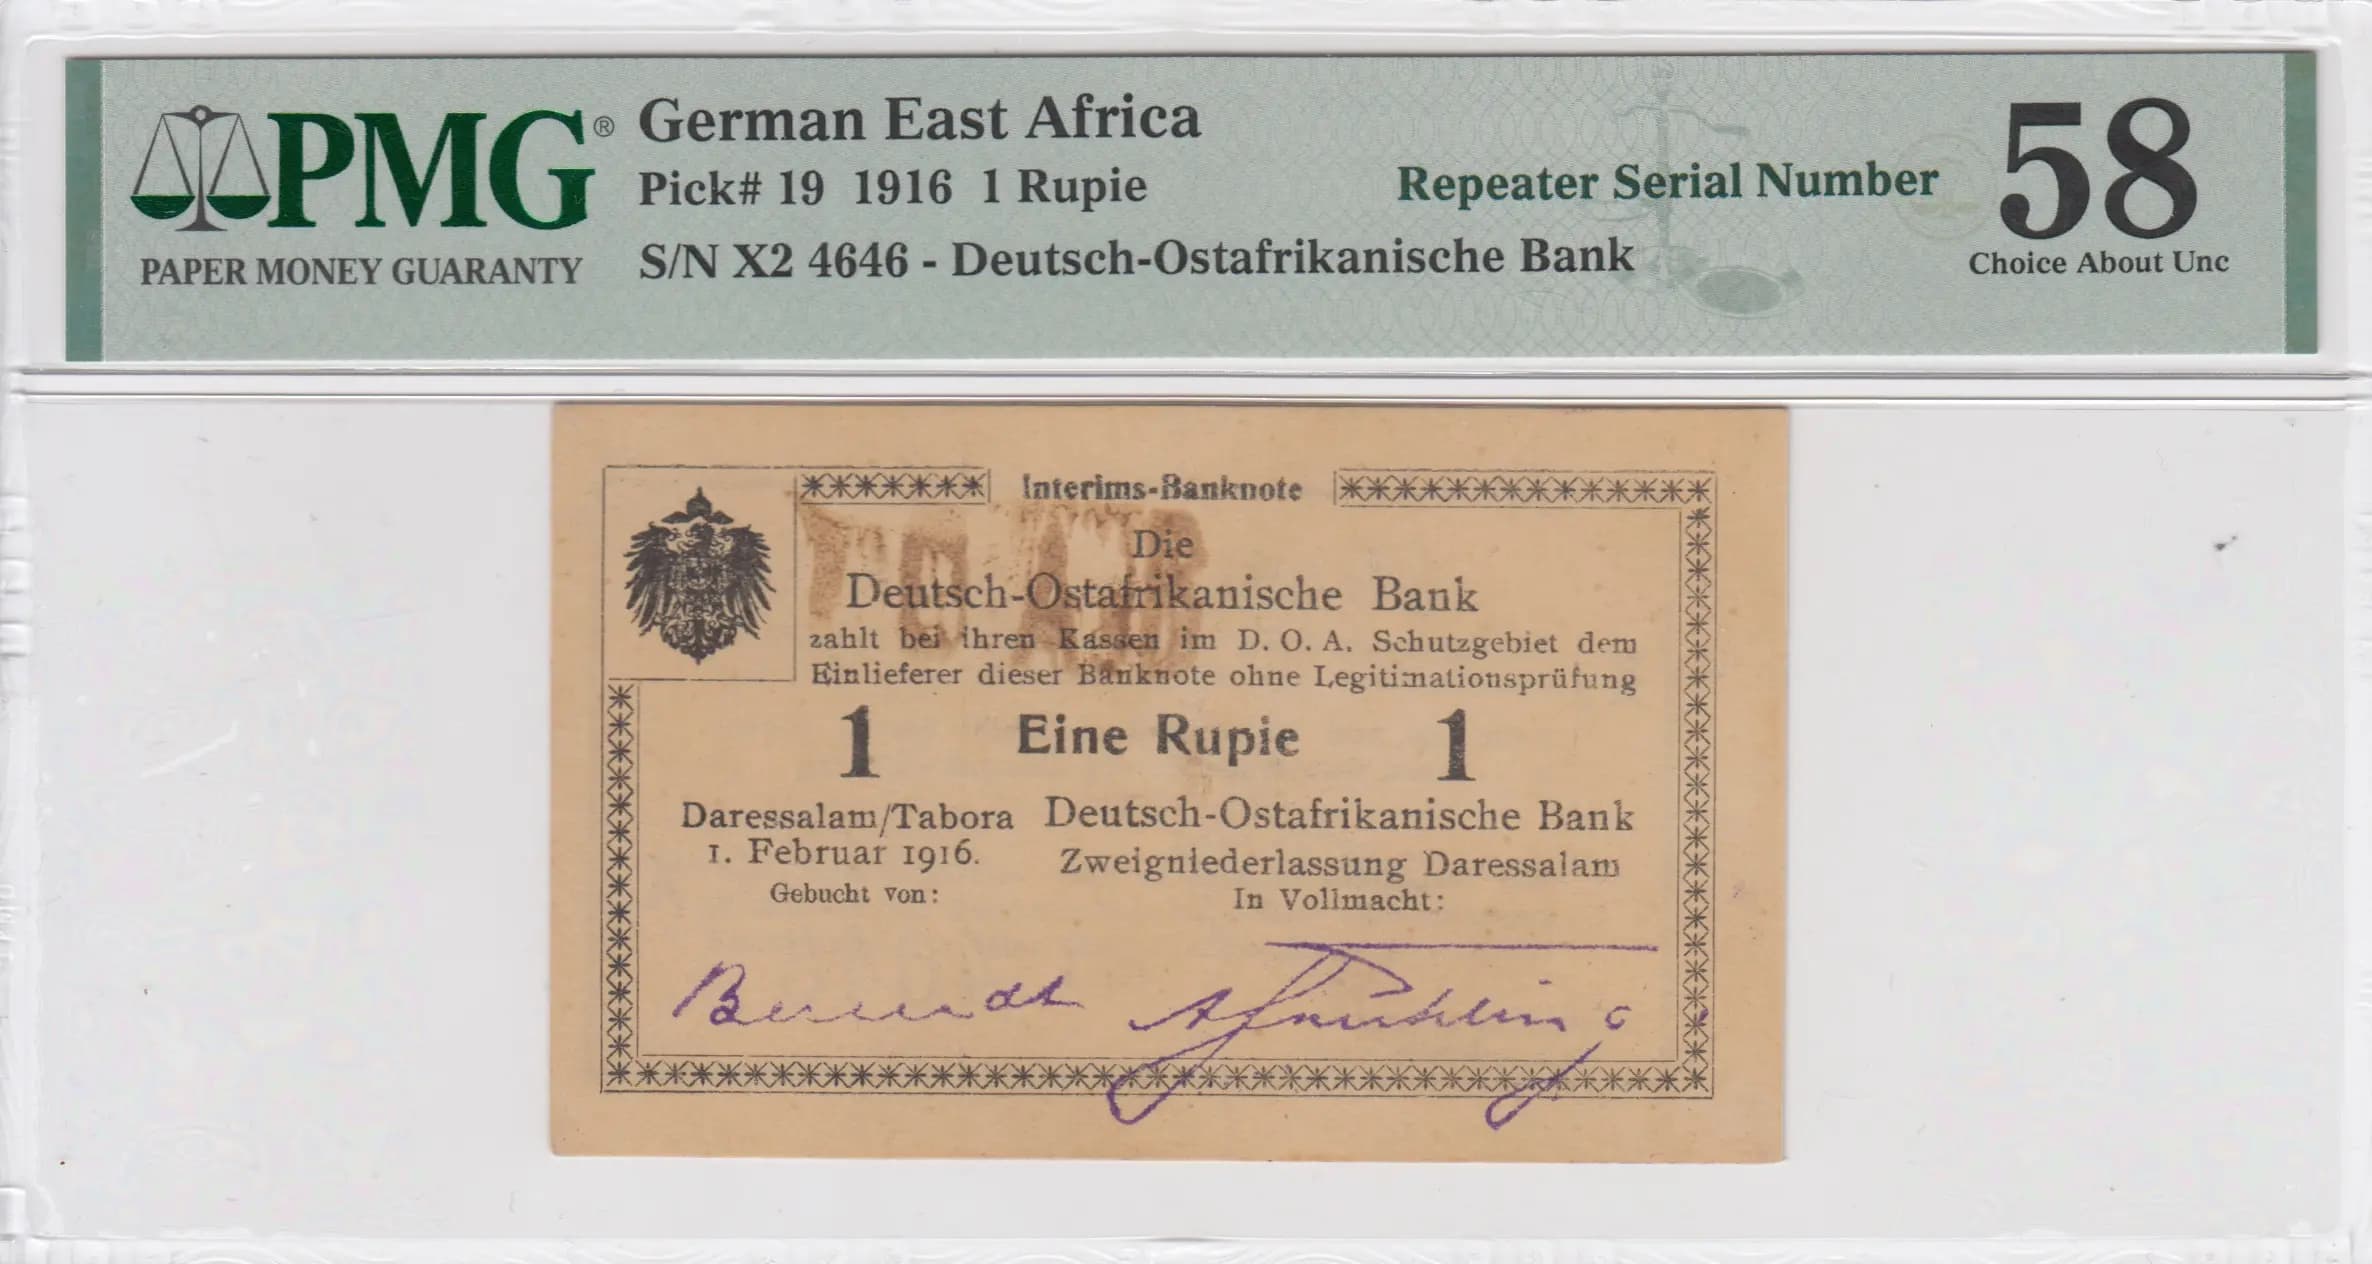 PMG®
PAPER MONEY GUARANTY
German East Africa
Pick# 19 1916 1 Rupie
S/N X2 4646 - Deutsch-Ostafrikanische Bank
Repeater Serial Number
58
Choice About Unc
Interims-Banknote
Die
Deutsch-Ostafrikanische Bank
zahlt bei ihren Kassen im D. O. A. Schutzgebiet dem
Einlieferer dieser Banknote ohne Legitimationsprüfung
1 Eine Rupie 1
Daressalam/Tabora
1. Februar 1916.
Gebucht von:
Deutsch-Ostafrikanische Bank
Zweigniederlassung Daressalam
In Vollmacht:
Berendt